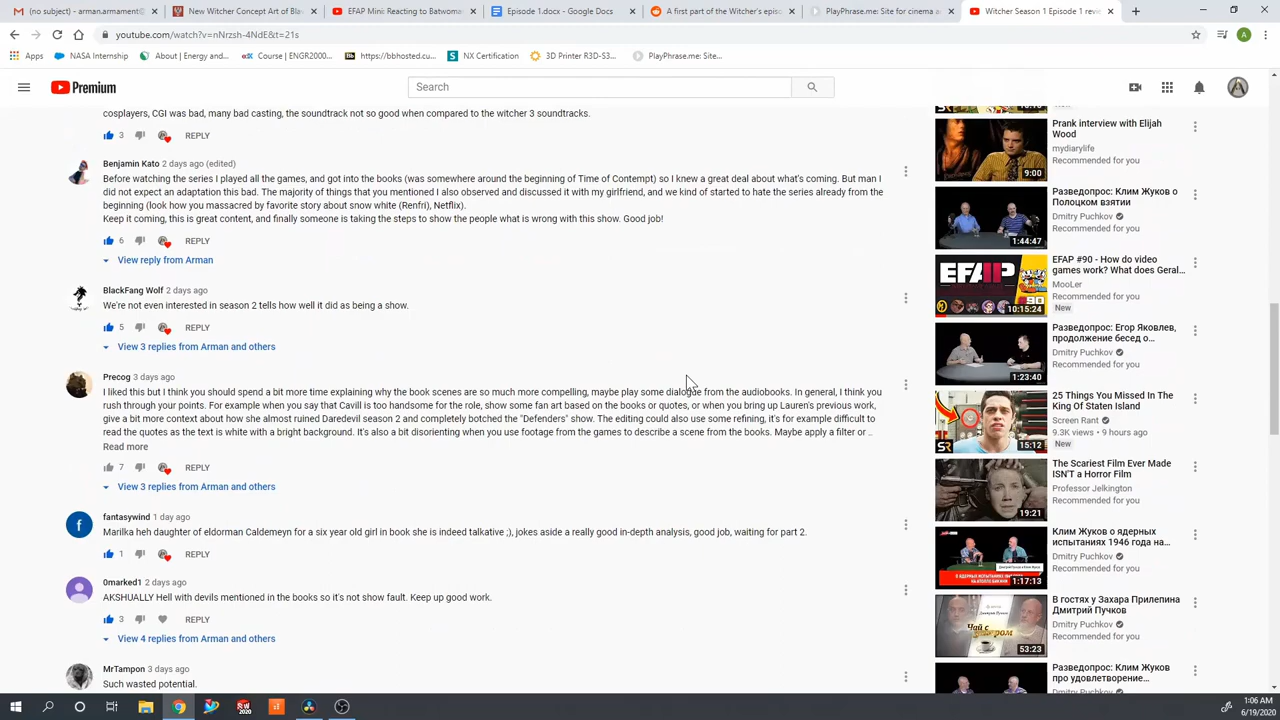 (no subject) - arman.armament©
New Witcher Concept Art of Bla
EFAP Mini: Reacting to Batwoma
Episode 1.docx - Google Docs
A first part of the Witcher's epis
PlayPhrase.me: Site for cinema a
Witcher Season 1 Episode 1 revie
youtube.com/watch?v=nNrzsh-4NdE&t=21s
A
Apps
NASA Internship
About | Energy and...
Course | ENGR2000...
https://bbhosted.cu...
NX Certification
3D Printer R3D-S3...
PlayPhrase.me: Site...
Premium
Search
cosplayers, CGI was bad, many bad casting, the soundtrack not so good when compared to the witcher 3 soundtracks.
3 REPLY
Benjamin Kato 2 days ago (edited)
Before watching the series I played all the games, and got into the books (was somewhere around the beginning of Time of Contempt) so I knew a great deal about what's coming. But man I
did not expect an adaptation this bad. The majority of things that you mentioned I also observed and discussed it with my girlfriend, and we kind of started to hate the series already from the
beginning (look how you massacred by favorite story about snow white (Renfri), Netflix).
Keep it coming, this is great content, and finally someone is taking the steps to show the people what is wrong with this show. Good job!
6 REPLY
View reply from Arman
BlackFang Wolf 2 days ago
We're not even interested in season 2 tells how well it did as being a show.
5 REPLY
View 3 replies from Arman and others
Precog 3 days ago
I liked this but I think you should spend a bit more time explaining why the book scenes are so much more compelling, maybe play some dialogue from the audiobooks. In general, I think you
rush through your points. For example when you say that Cavill is too handsome for the role, show some fan art based on the books or quotes, or when you bring up Lauren's previous work,
give a bit more context about how she almost ruined Daredevil season 2 and completely botched the "Defenders" show. The editing could also use some refining, it's for example difficult to
read the quotes as the text is white with a bright background. It's also a bit disorienting when you use footage from the games to describe a scene from the books. Maybe apply a filter or ..
Read more
7 REPLY
View 3 replies from Arman and others
f
fantasywind 1 day ago
Marilka heh daughter of eldorman caldemeyn for a six year old girl in book she is indeed talkative ;), jokes aside a really good in-depth analysis, good job, waiting for part 2.
1 REPLY
0marked1 2 days ago
AKSHUALLY Hell with devils mentioned in the books so it's not show fault. Keep up good work.
3 REPLY
View 4 replies from Arman and others
MrTampon 3 days ago
Such wasted potential.
Prank interview with Elijah
Wood
mydiarylife
Recommended for you
9:00
Разведопрос: Клим Жуков о
Полоцком взятии
Dmitry Puchkov
Recommended for you
1:44:47
EFAP #90 - How do video
games work? What does Geral...
MooLer
Recommended for you
New
EFAP
#90
10:15:24
Разведопрос: Егор Яковлев,
продолжение бесед о...
Dmitry Puchkov
Recommended for you
1:23:40
25 Things You Missed In The
King Of Staten Island
Screen Rant
9.3K views • 9 hours ago
New
SR
15:12
The Scariest Film Ever Made
ISN'T a Horror Film
Professor Jelkington
Recommended for you
19:21
Клим Жуков о ядерных
испытаниях 1946 года на...
Dmitry Puchkov
Recommended for you
1:17:13
В гостях у Захара Прилепина
Дмитрий Пучков
Dmitry Puchkov
Recommended for you
Чай с
53:23
Разведопрос: Клим Жуков
про удовлетворение...
Dmitry Puchkov
RQ
2020
1:06 AM
6/19/2020